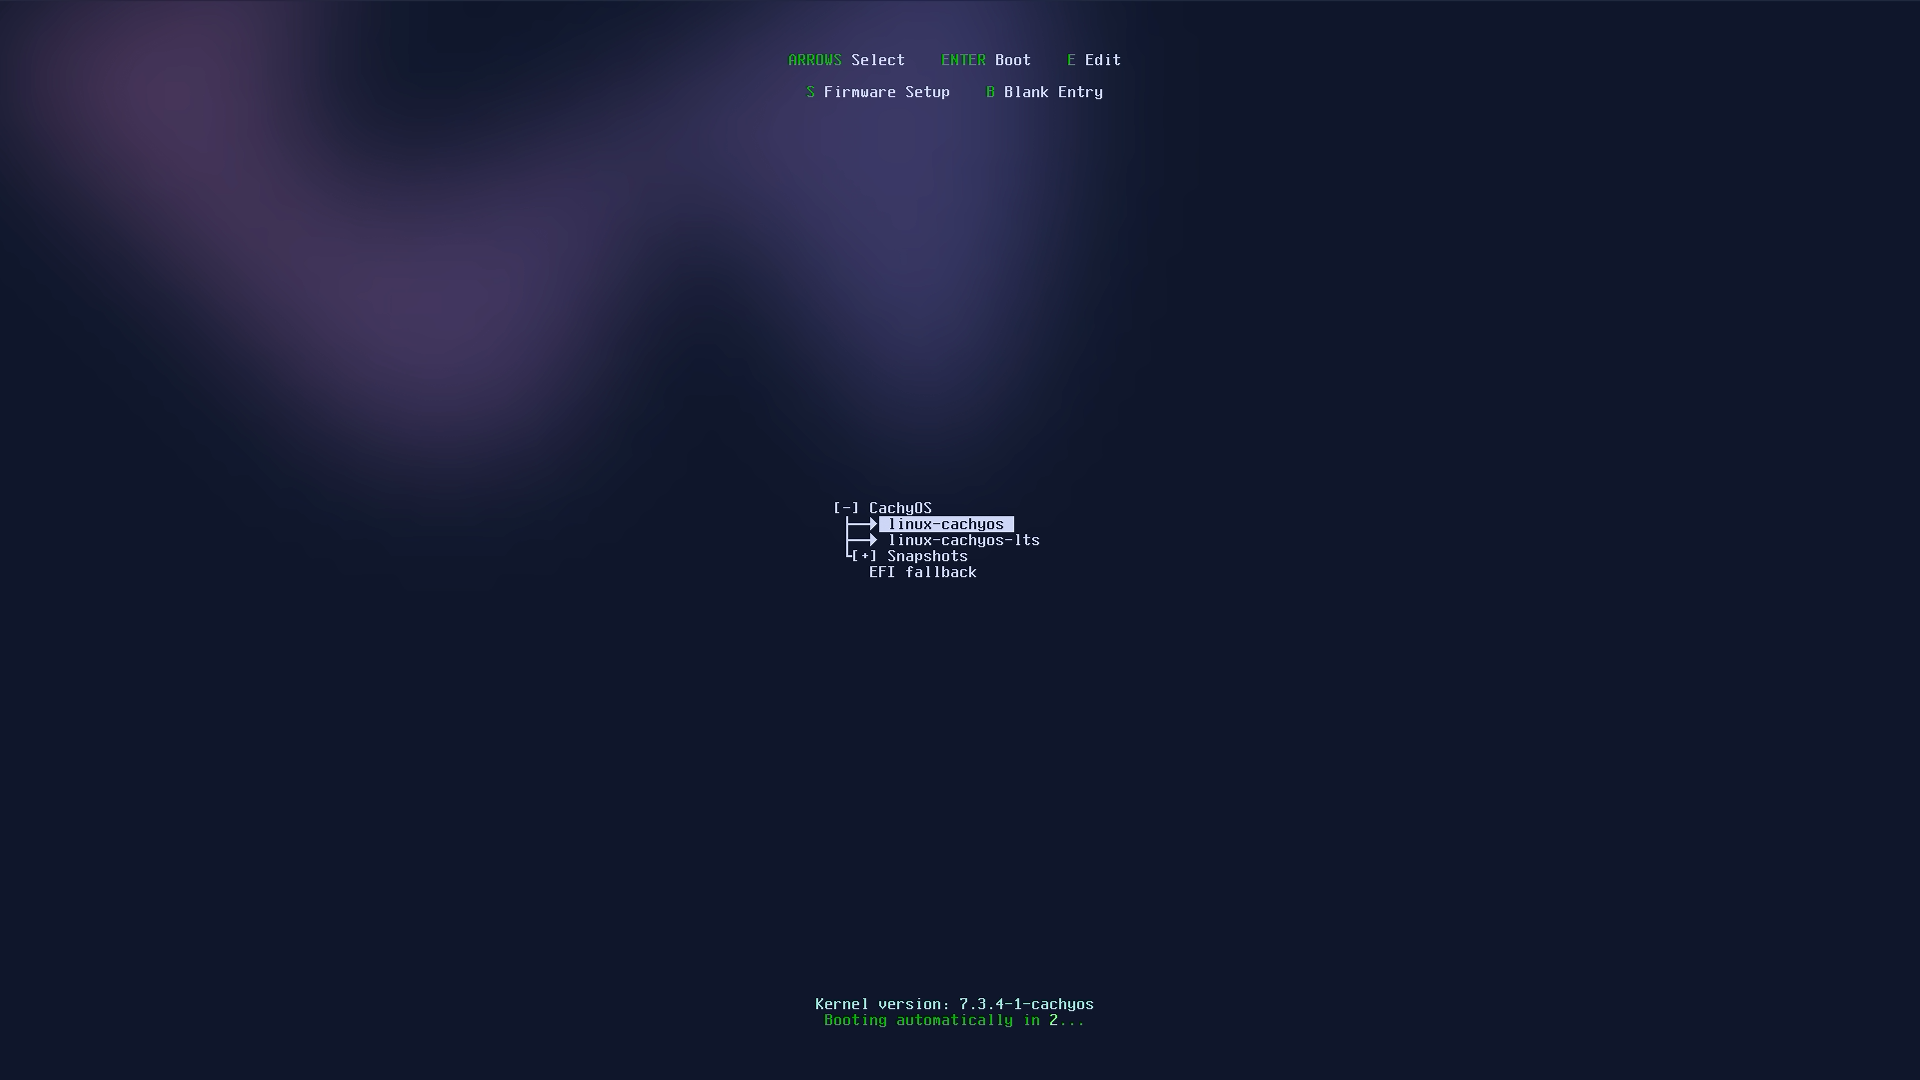 ARROWS Select    ENTER Boot    E Edit
S Firmware Setup    B Blank Entry
[-] CachyOS
linux-cachyos
linux-cachyos-lts
[+] Snapshots
EFI fallback
Kernel version: 7.3.4-1-cachyos
Booting automatically in 2...